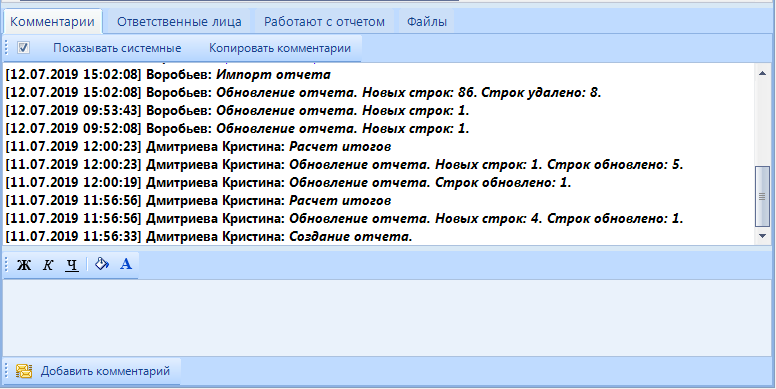 Комментарии Ответственные лица Работают с отчетом Файлы
Показывать системные Копировать комментарии
[12.07.2019 15:02:08] Воробьев: Импорт отчета
[12.07.2019 15:02:08] Воробьев: Обновление отчета. Новых строк: 86. Строк удалено: 8.
[12.07.2019 09:53:43] Воробьев: Обновление отчета. Новых строк: 1.
[12.07.2019 09:52:08] Воробьев: Обновление отчета. Новых строк: 1.
[11.07.2019 12:00:23] Дмитриева Кристина: Расчет итогов
[11.07.2019 12:00:23] Дмитриева Кристина: Обновление отчета. Новых строк: 1. Строк обновлено: 5.
[11.07.2019 12:00:19] Дмитриева Кристина: Обновление отчета. Строк обновлено: 1.
[11.07.2019 11:56:56] Дмитриева Кристина: Расчет итогов
[11.07.2019 11:56:56] Дмитриева Кристина: Обновление отчета. Новых строк: 4. Строк обновлено: 1.
[11.07.2019 11:56:33] Дмитриева Кристина: Создание отчета.
Ж К Ч А
Добавить комментарий